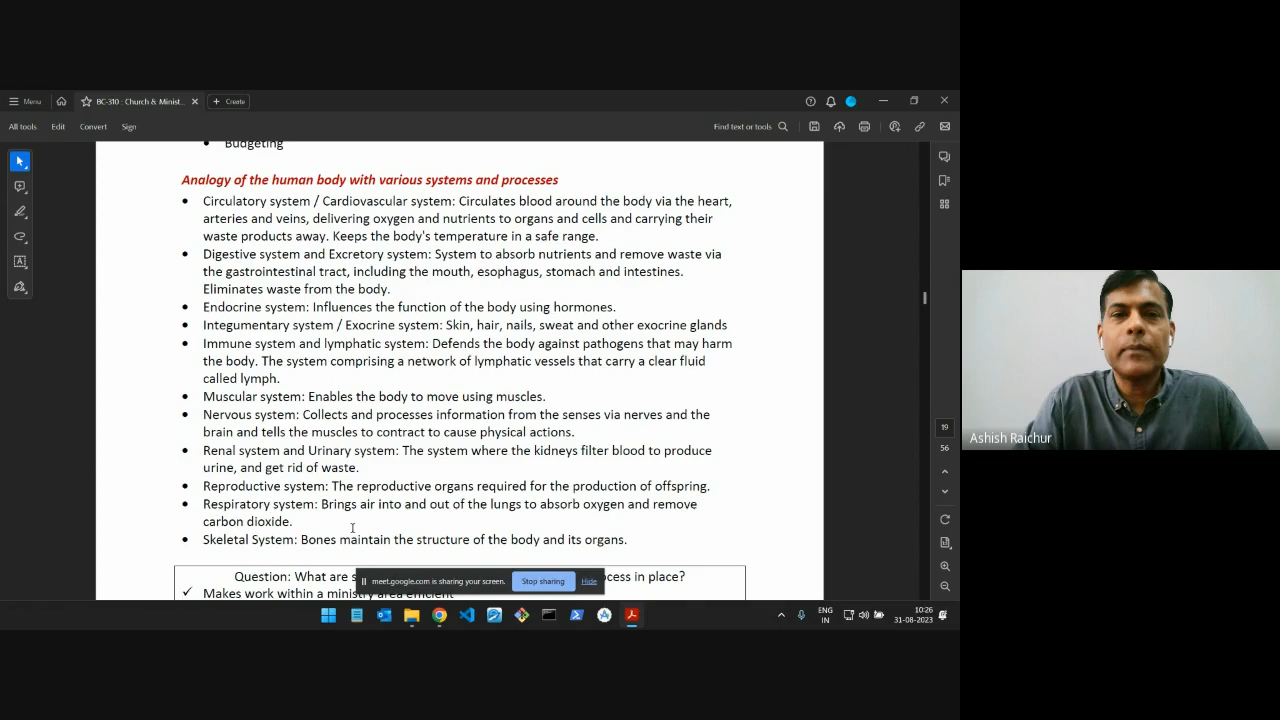 Menu
BC-310 : Church & Minist...
Create
All tools
Edit
Convert
Sign
Find text or tools
Budgeting
Analogy of the human body with various systems and processes
Circulatory system / Cardiovascular system: Circulates blood around the body via the heart,
arteries and veins, delivering oxygen and nutrients to organs and cells and carrying their
waste products away. Keeps the body's temperature in a safe range.
Digestive system and Excretory system: System to absorb nutrients and remove waste via
the gastrointestinal tract, including the mouth, esophagus, stomach and intestines.
Eliminates waste from the body.
Endocrine system: Influences the function of the body using hormones.
Integumentary system / Exocrine system: Skin, hair, nails, sweat and other exocrine glands
Immune system and lymphatic system: Defends the body against pathogens that may harm
the body. The system comprising a network of lymphatic vessels that carry a clear fluid
called lymph.
Muscular system: Enables the body to move using muscles.
Nervous system: Collects and processes information from the senses via nerves and the
brain and tells the muscles to contract to cause physical actions.
Renal system and Urinary system: The system where the kidneys filter blood to produce
urine, and get rid of waste.
Reproductive system: The reproductive organs required for the production of offspring.
Respiratory system: Brings air into and out of the lungs to absorb oxygen and remove
carbon dioxide.
Skeletal System: Bones maintain the structure of the body and its organs.
Question: What are ocess in place?
Makes work within a ministry area efficient
meet.google.com is sharing your screen.
Stop sharing
Hide
19
56
Ashish Raichur
ENG
IN
10:26
31-08-2023